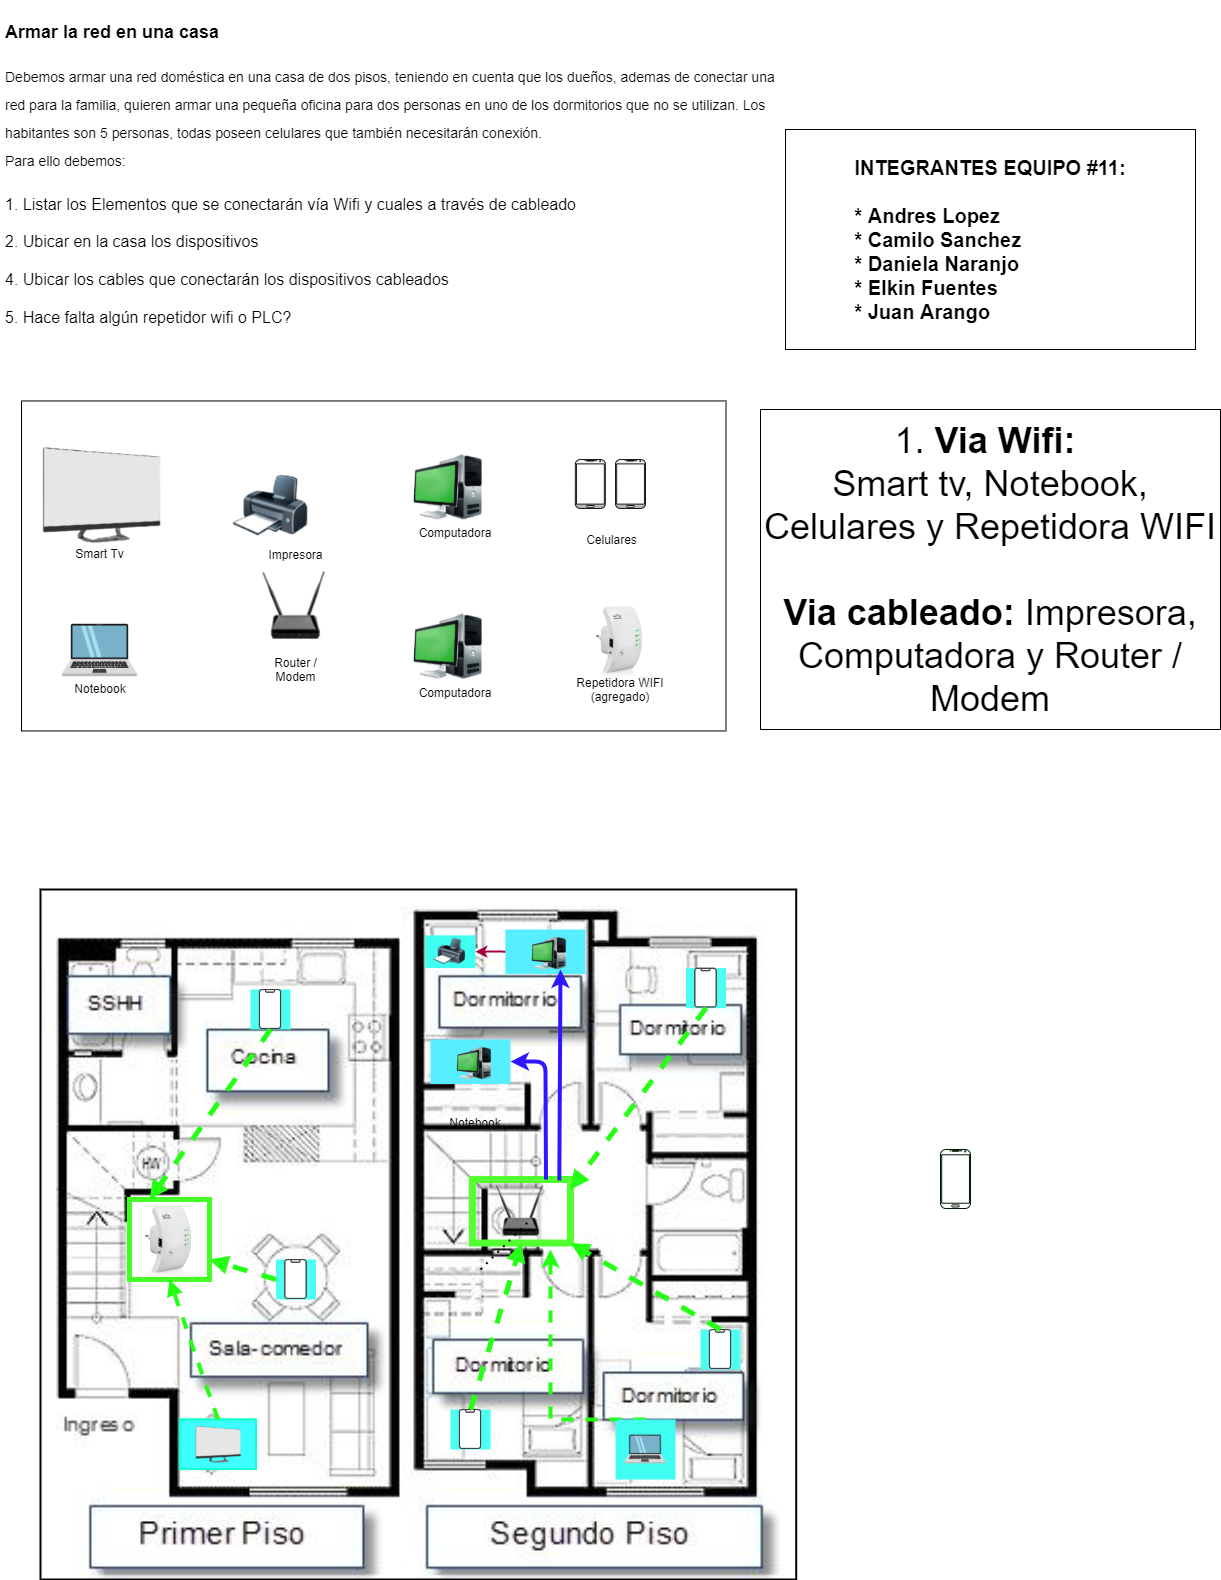 Armar la red en una casa
Debemos armar una red doméstica en una casa de dos pisos, teniendo en cuenta que los dueños, ademas de conectar una
red para la familia, quieren armar una pequeña oficina para dos personas en uno de los dormitorios que no se utilizan. Los
habitantes son 5 personas, todas poseen celulares que también necesitarán conexión.
Para ello debemos:
1. Listar los Elementos que se conectarán vía Wifi y cuales a través de cableado
2. Ubicar en la casa los dispositivos
4. Ubicar los cables que conectarán los dispositivos cableados
5. Hace falta algún repetidor wifi o PLC?
INTEGRANTES EQUIPO #11:
* Andres Lopez
* Camilo Sanchez
* Daniela Naranjo
* Elkin Fuentes
* Juan Arango
Smart Tv
Impresora
Computadora
Celulares
Notebook
Router /
Modem
Computadora
Repetidora WIFI
(agregado)
1. Via Wifi:
Smart tv, Notebook,
Celulares y Repetidora WIFI
Via cableado: Impresora,
Computadora y Router /
Modem
SSHH
Cocina
HW
Sala-comedor
Ingreso
Primer Piso
Dormitorrio
Dormitorio
Notebook
Dormitorio
Dormitorio
Segundo Piso